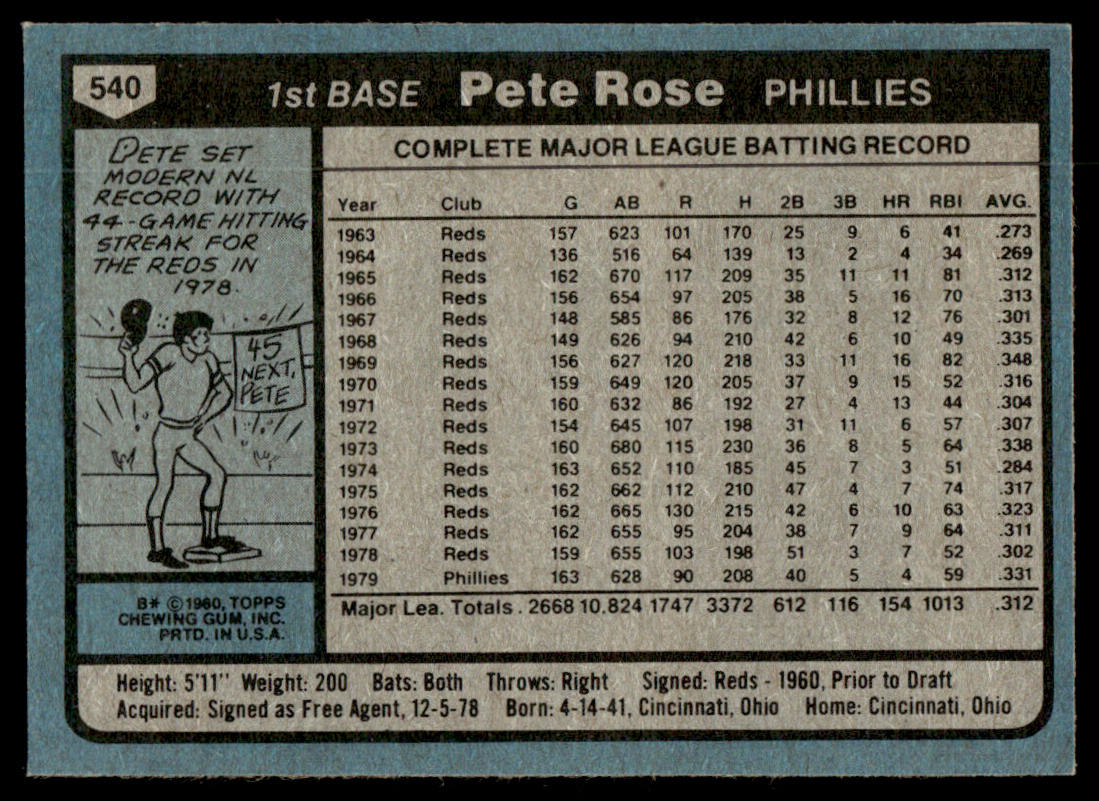 540 1st BASE Pete Rose PHILLIES
PETE SET
MODERN NL
RECORD WITH
44-GAME HITTING
STREAK FOR
THE REDS IN
1978.
45
NEXT,
PETE
B* ©1980, TOPPS
CHEWING GUM, INC.
PRTD. IN U.S.A.
COMPLETE MAJOR LEAGUE BATTING RECORD
Year Club G AB R H 2B 3B HR RBI AVG.
1963 Reds 157 623 101 170 25 9 6 41 .273
1964 Reds 136 516 64 139 13 2 4 34 .269
1965 Reds 162 670 117 209 35 11 11 81 .312
1966 Reds 156 654 97 205 38 5 16 70 .313
1967 Reds 148 585 86 176 32 8 12 76 .301
1968 Reds 149 626 94 210 42 6 10 49 .335
1969 Reds 156 627 120 218 33 11 16 82 .348
1970 Reds 159 649 120 205 37 9 15 52 .316
1971 Reds 160 632 86 192 27 4 13 44 .304
1972 Reds 154 645 107 198 31 11 6 57 .307
1973 Reds 160 680 115 230 36 8 5 64 .338
1974 Reds 163 652 110 185 45 7 3 51 .284
1975 Reds 162 662 112 210 47 4 7 74 .317
1976 Reds 162 665 130 215 42 6 10 63 .323
1977 Reds 162 655 95 204 38 7 9 64 .311
1978 Reds 159 655 103 198 51 3 7 52 .302
1979 Phillies 163 628 90 208 40 5 4 59 .331
Major Lea. Totals . 2668 10,824 1747 3372 612 116 154 1013 .312
Height: 5'11" Weight: 200 Bats: Both Throws: Right Signed: Reds - 1960, Prior to Draft
Acquired: Signed as Free Agent, 12-5-78 Born: 4-14-41, Cincinnati, Ohio Home: Cincinnati, Ohio